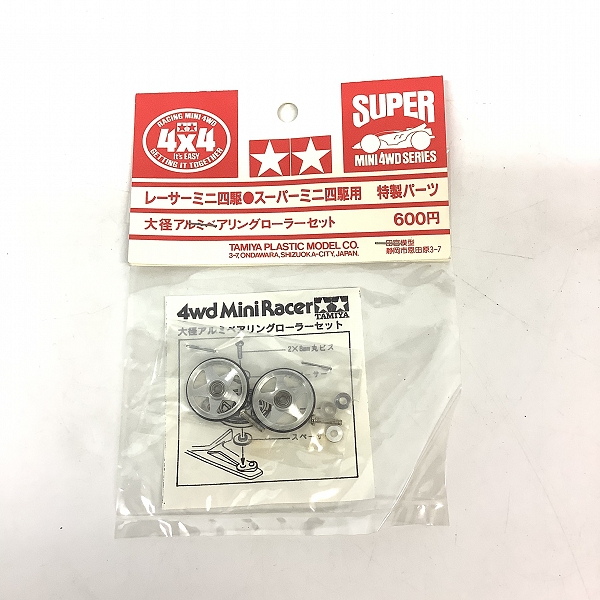 RACING MINI 4WD
4x4
It's EASY
GETTING IT TOGETHER
SUPER
MINI 4WD SERIES
レーサーミニ四駆●スーパーミニ四駆用 特製パーツ
大径アルミベアリングローラーセット 600円
TAMIYA PLASTIC MODEL CO.
3-7, ONDAWARA, SHIZUOKA-CITY, JAPAN.
田宮模型
静岡市恩田原3-7
4wd Mini Racer
TAMIYA
大径アルミベアリングローラーセット
2×8mm丸ビス
スペーサ